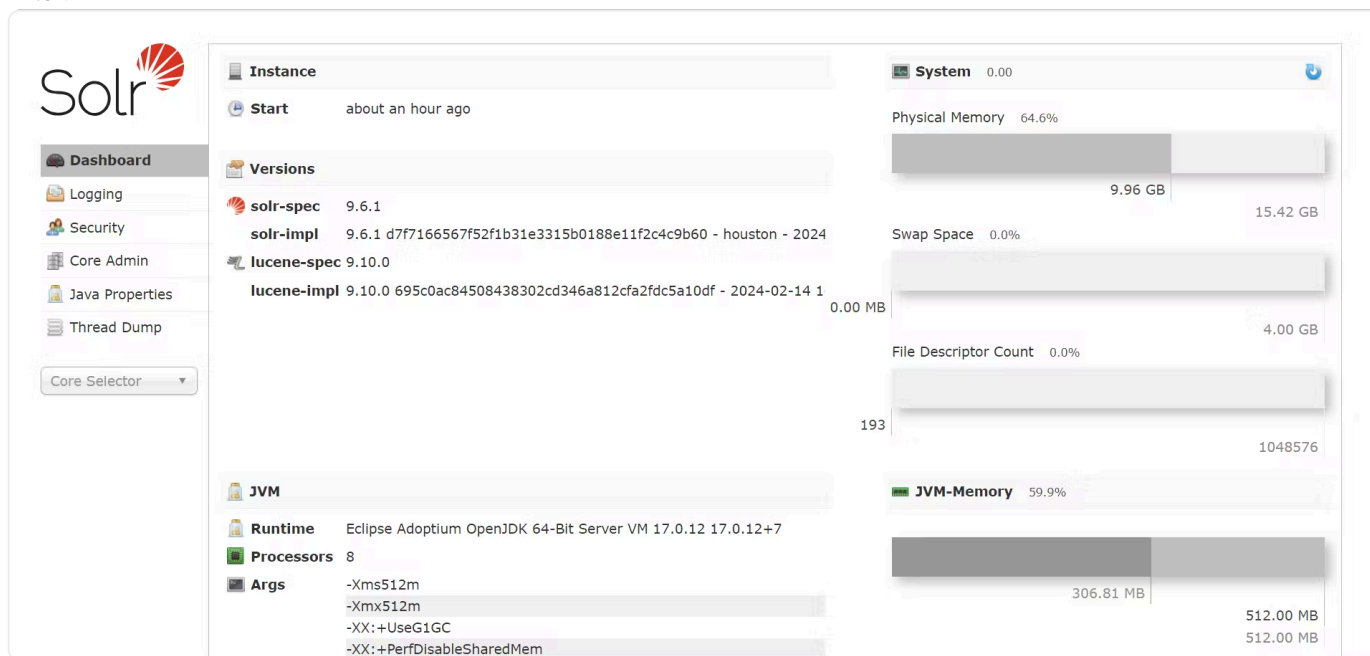 Solr
Dashboard
Logging
Security
Core Admin
Java Properties
Thread Dump
Core Selector
Instance
Start about an hour ago
Versions
solr-spec 9.6.1
solr-impl 9.6.1 d7f7166567f52f1b31e3315b0188e11f2c4c9b60 - houston - 2024
lucene-spec 9.10.0
lucene-impl 9.10.0 695c0ac84508438302cd346a812cfa2fdc5a10df - 2024-02-14 1
JVM
Runtime Eclipse Adoptium OpenJDK 64-Bit Server VM 17.0.12 17.0.12+7
Processors 8
Args -Xms512m
-Xmx512m
-XX:+UseG1GC
-XX:+PerfDisableSharedMem
System 0.00
Physical Memory 64.6%
9.96 GB
15.42 GB
Swap Space 0.0%
0.00 MB
4.00 GB
File Descriptor Count 0.0%
193
1048576
JVM-Memory 59.9%
306.81 MB
512.00 MB
512.00 MB